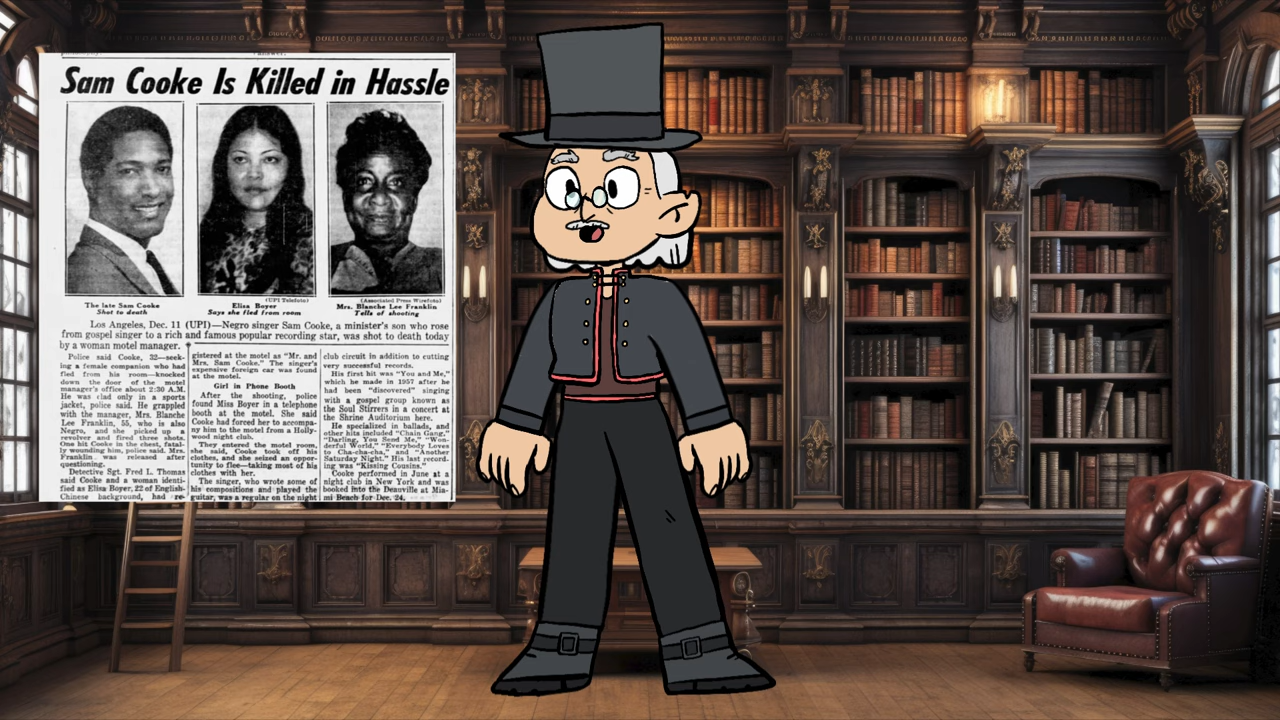 Sam Cooke Is Killed in Hassle
The late Sam Cooke
Shot to death
(UPI Telefoto)
Elisa Boyer
Says she fled from room
(Associated Press Wirefoto)
Mrs. Blanche Lee Franklin
Tells of shooting
Los Angeles, Dec. 11 (UPI)—Negro singer Sam Cooke, a minister's son who rose
from gospel singer to a rich and famous popular recording star, was shot to death today
by a woman motel manager.
Police said Cooke, 32—seek-
ing a female companion who had
fled from his room—knocked
down the door of the motel
manager's office about 2:30 A.M.
He was clad only in a sports
jacket, police said. He grappled
with the manager, Mrs. Blanche
Lee Franklin, 55, who is also
Negro, and she picked up a
revolver and fired three shots.
One hit Cooke in the chest, fatal-
ly wounding him, police said. Mrs.
Franklin was released after
questioning.
Detective Sgt. Fred L. Thomas
said Cooke and a woman identi-
fied as Elisa Boyer, 22 of English-
Chinese background, had re-
gistered at the motel as "Mr. and
Mrs. Sam Cooke." The singer's
expensive foreign car was found
at the motel.
Girl in Phone Booth
After the shooting, police
found Miss Boyer in a telephone
booth at the motel. She said
Cooke had forced her to accompa-
ny him to the motel from a Holly-
wood night club.
They entered the motel room,
she said, Cooke took off his
clothes, and she seized an oppor-
tunity to flee—taking most of his
clothes with her.
The singer, who wrote some of
his compositions and played the
guitar, was a regular on the night
club circuit in addition to cutting
very successful records.
His first hit was "You and Me,"
which he made in 1957 after he
had been "discovered" singing
with a gospel group known as
the Soul Stirrers in a concert at
the Shrine Auditorium here.
He specialized in ballads, and
other hits included "Chain Gang,"
"Darling, You Send Me," "Won-
derful World," "Everybody Loves
to Cha-cha-cha," and "Another
Saturday Night." His last record-
ing was "Kissing Cousins."
Cooke performed in June at a
night club in New York and was
booked into the Deauville at Mia-
mi Beach for Dec. 24.